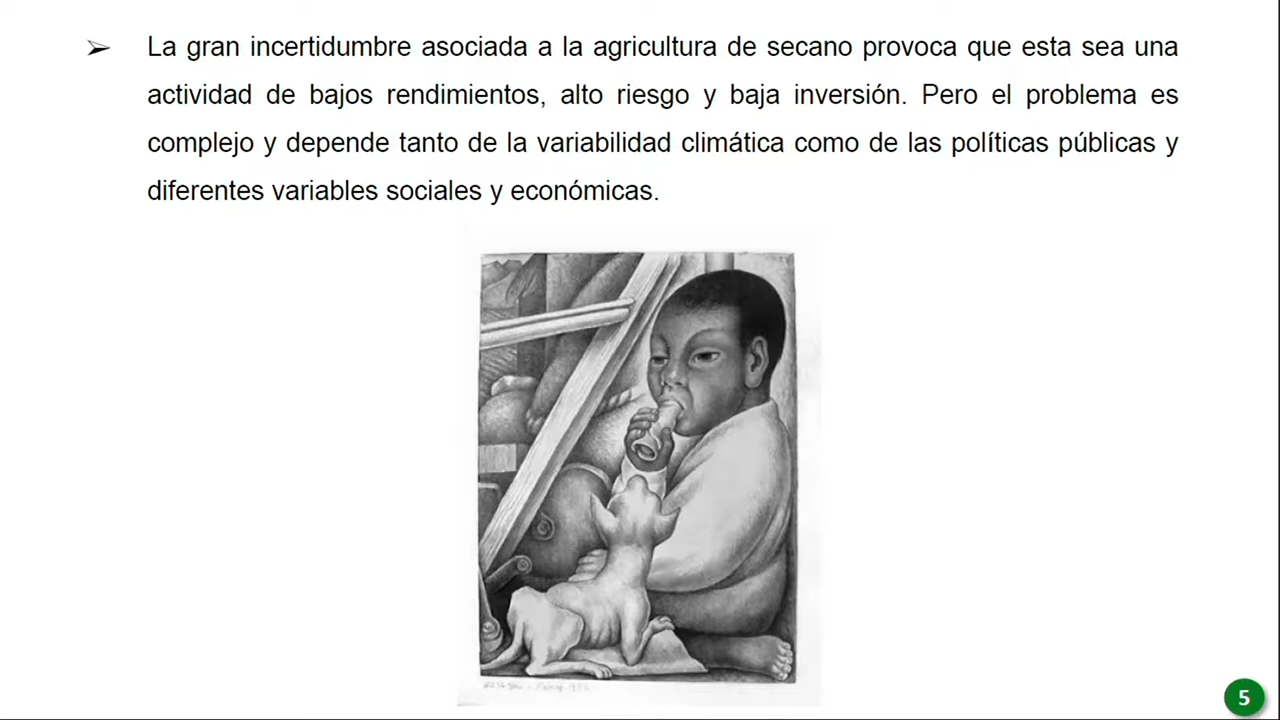 ➢ La gran incertidumbre asociada a la agricultura de secano provoca que esta sea una
actividad de bajos rendimientos, alto riesgo y baja inversión. Pero el problema es
complejo y depende tanto de la variabilidad climática como de las políticas públicas y
diferentes variables sociales y económicas.
5